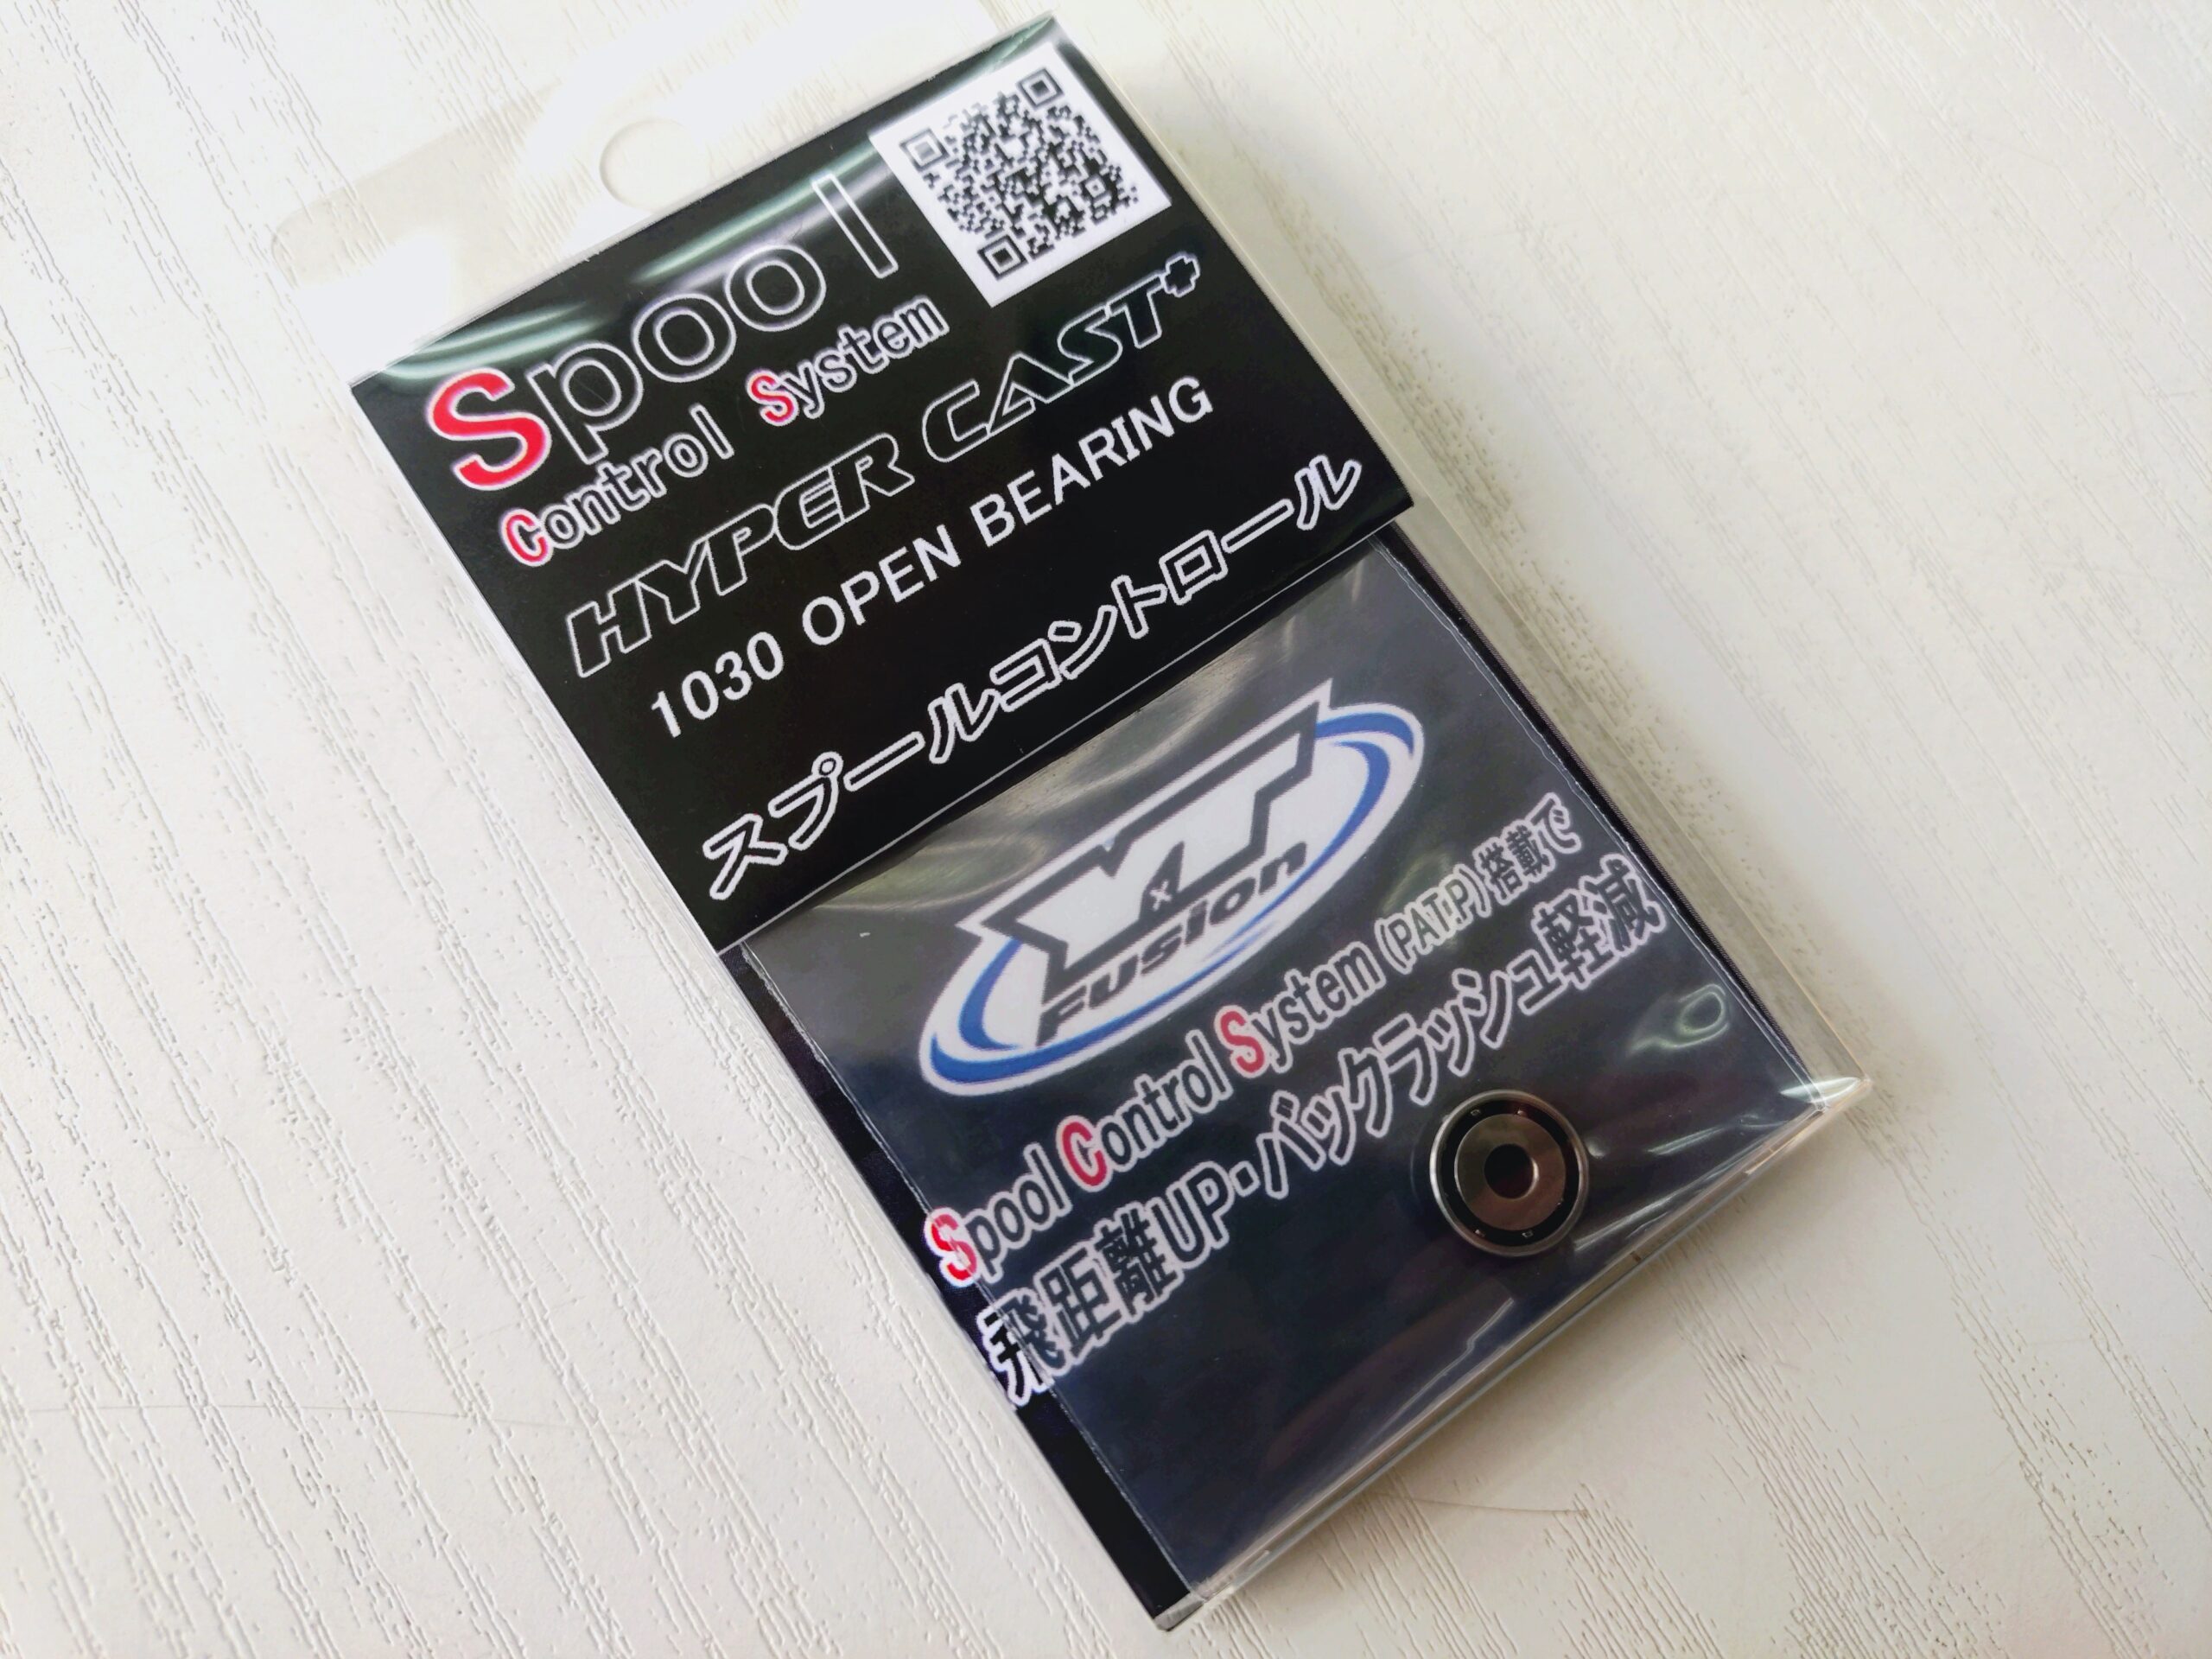 Spool
Control System
HYPER CAST+
1030 OPEN BEARING
スプールコントロール
YxT
Fusion
Spool Control System (PAT.P) 搭載で
飛距離UP・バックラッシュ軽減